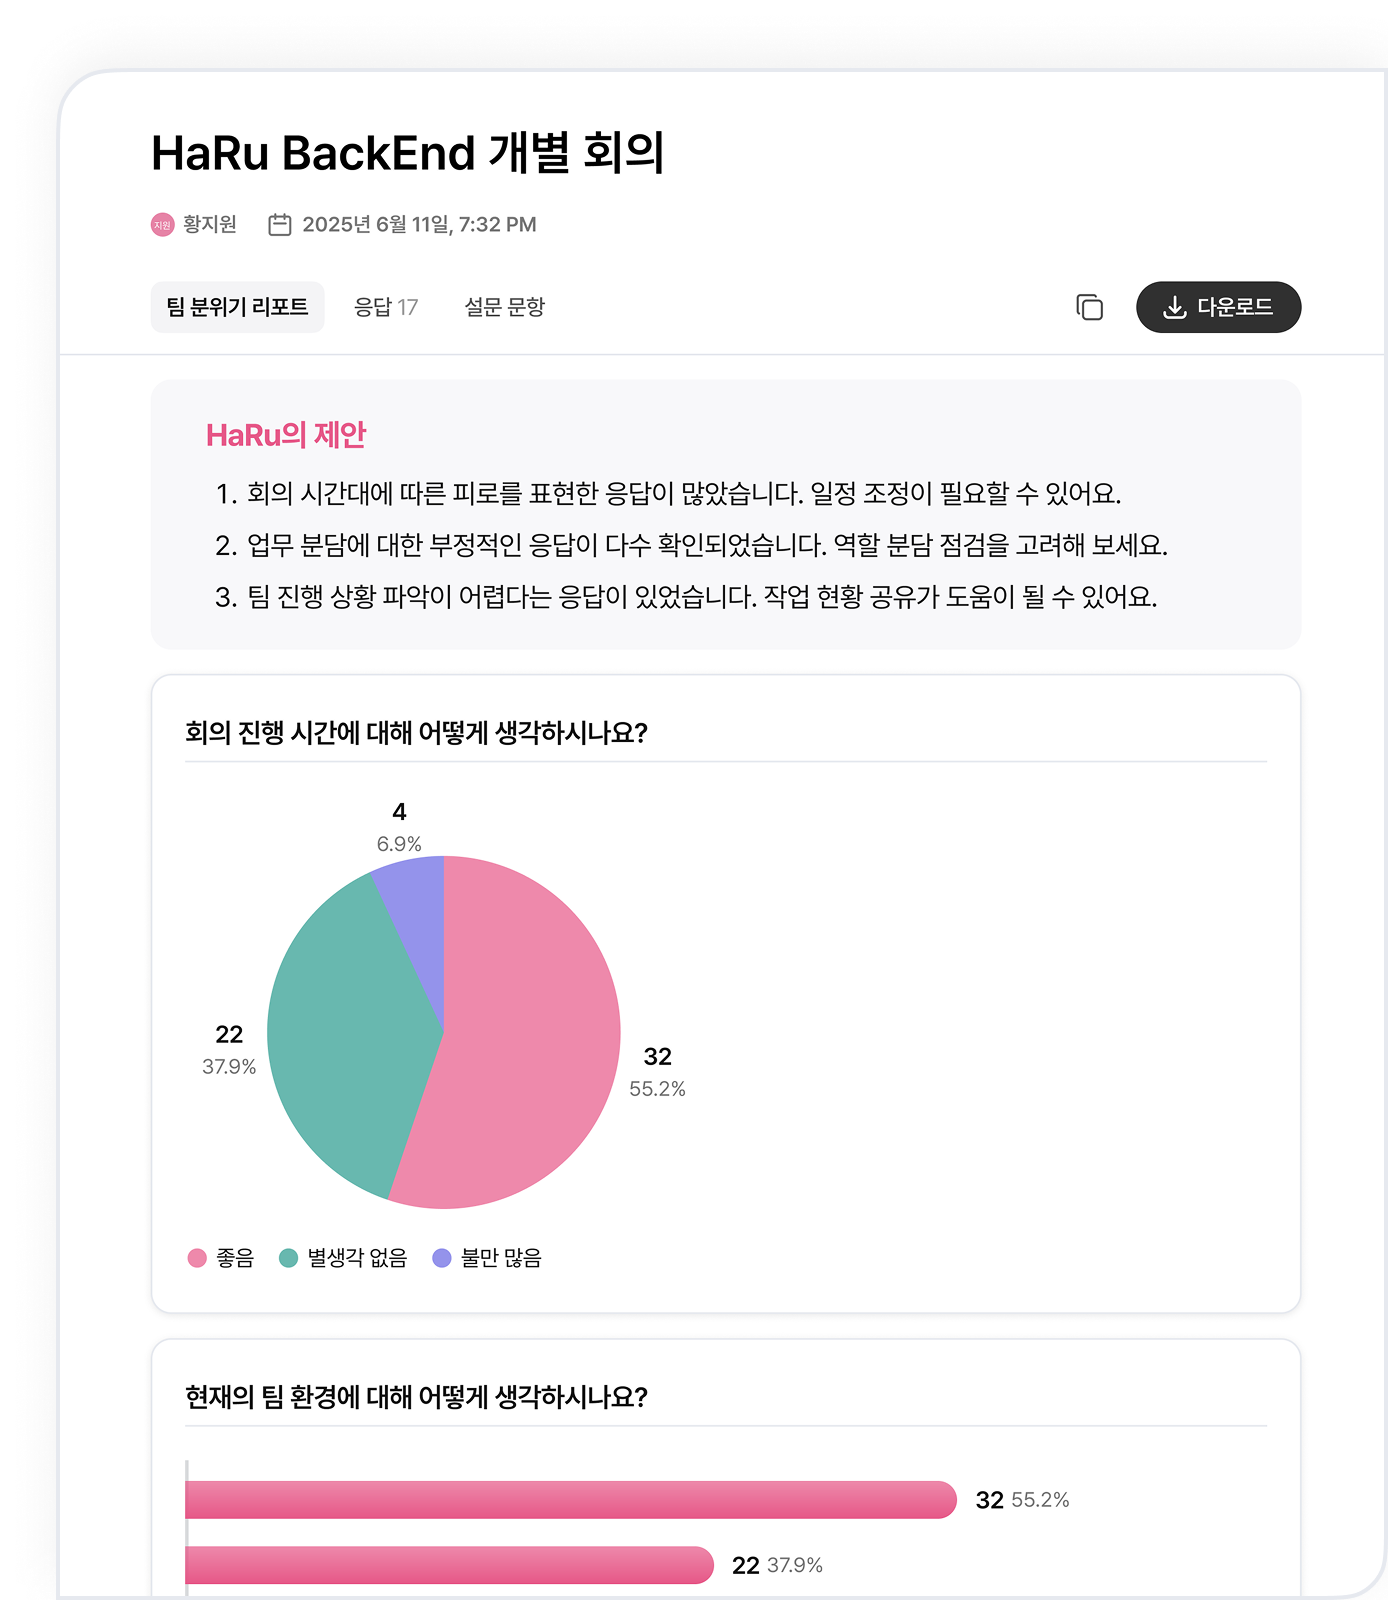 HaRu BackEnd 개별 회의
지원 황지원 2025년 6월 11일, 7:32 PM
팀 분위기 리포트 응답 17 설문 문항 다운로드
HaRu의 제안
1. 회의 시간대에 따른 피로를 표현한 응답이 많았습니다. 일정 조정이 필요할 수 있어요.
2. 업무 분담에 대한 부정적인 응답이 다수 확인되었습니다. 역할 분담 점검을 고려해 보세요.
3. 팀 진행 상황 파악이 어렵다는 응답이 있었습니다. 작업 현황 공유가 도움이 될 수 있어요.
회의 진행 시간에 대해 어떻게 생각하시나요?
4
6.9%
22
37.9%
32
55.2%
좋음 별생각 없음 불만 많음
현재의 팀 환경에 대해 어떻게 생각하시나요?
32 55.2%
22 37.9%